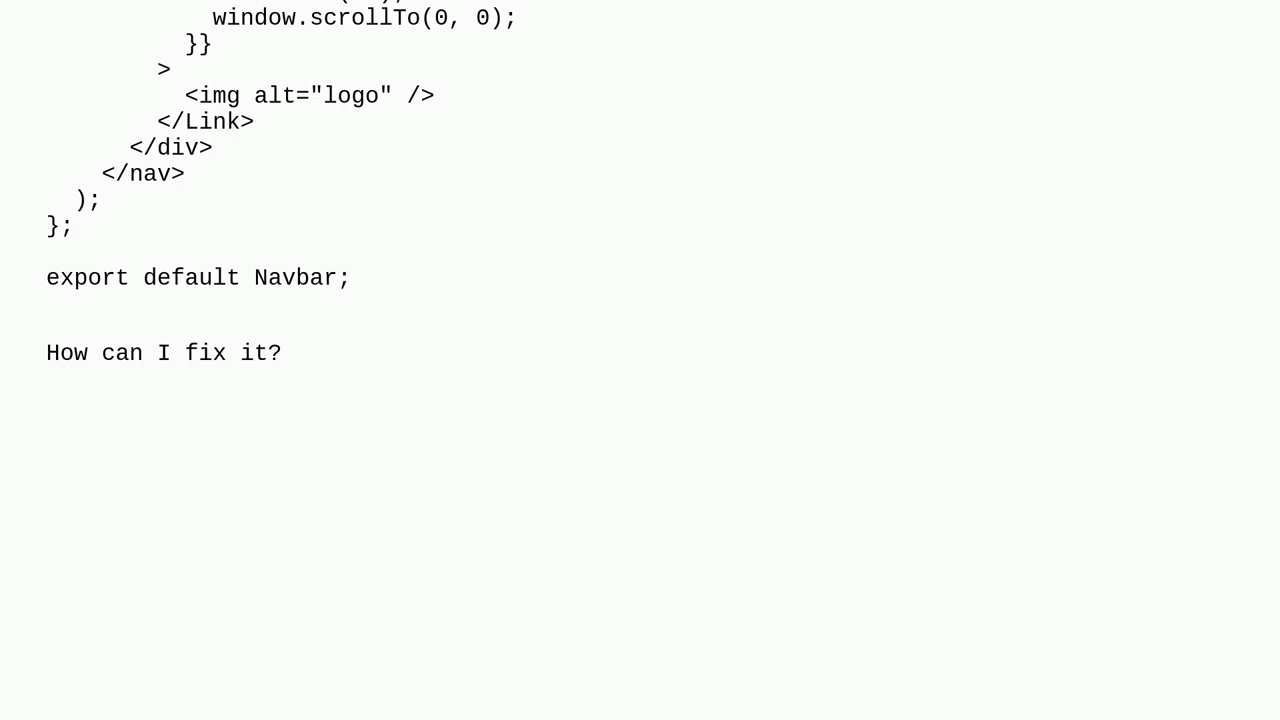 window.scrollTo(0, 0);
}}
>
<img alt="logo" />
</Link>
</div>
</nav>
);
};
export default Navbar;
How can I fix it?